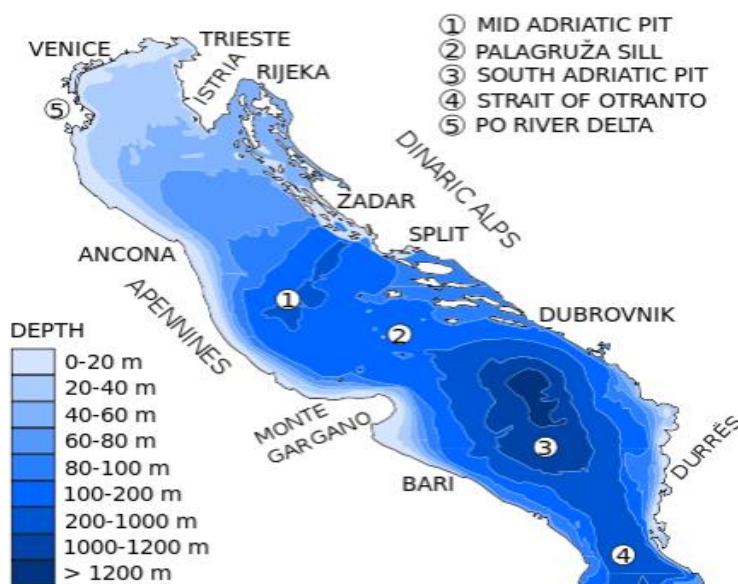 VENICE
TRIESTE
ISTRIA
RIJEKA
① MID ADRIATIC PIT
② PALAGRUŽA SILL
③ SOUTH ADRIATIC PIT
④ STRAIT OF OTRANTO
⑤ PO RIVER DELTA
⑤
DINARIC ALPS
ZADAR
SPLIT
ANCONA
APENNINES
①
②
DUBROVNIK
DEPTH
0-20 m
20-40 m
40-60 m
60-80 m
80-100 m
100-200 m
200-1000 m
1000-1200 m
> 1200 m
MONTE
GARGANO
③
BARI
DURRËS
④